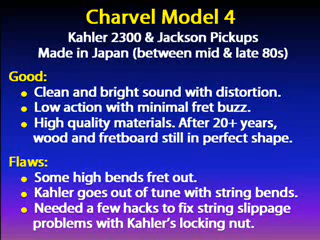 Charvel Model 4
Kahler 2300 & Jackson Pickups
Made in Japan (between mid & late 80s)
Good:
● Clean and bright sound with distortion.
● Low action with minimal fret buzz.
● High quality materials. After 20+ years,
wood and fretboard still in perfect shape.
Flaws:
● Some high bends fret out.
● Kahler goes out of tune with string bends.
● Needed a few hacks to fix string slippage
problems with Kahler's locking nut.